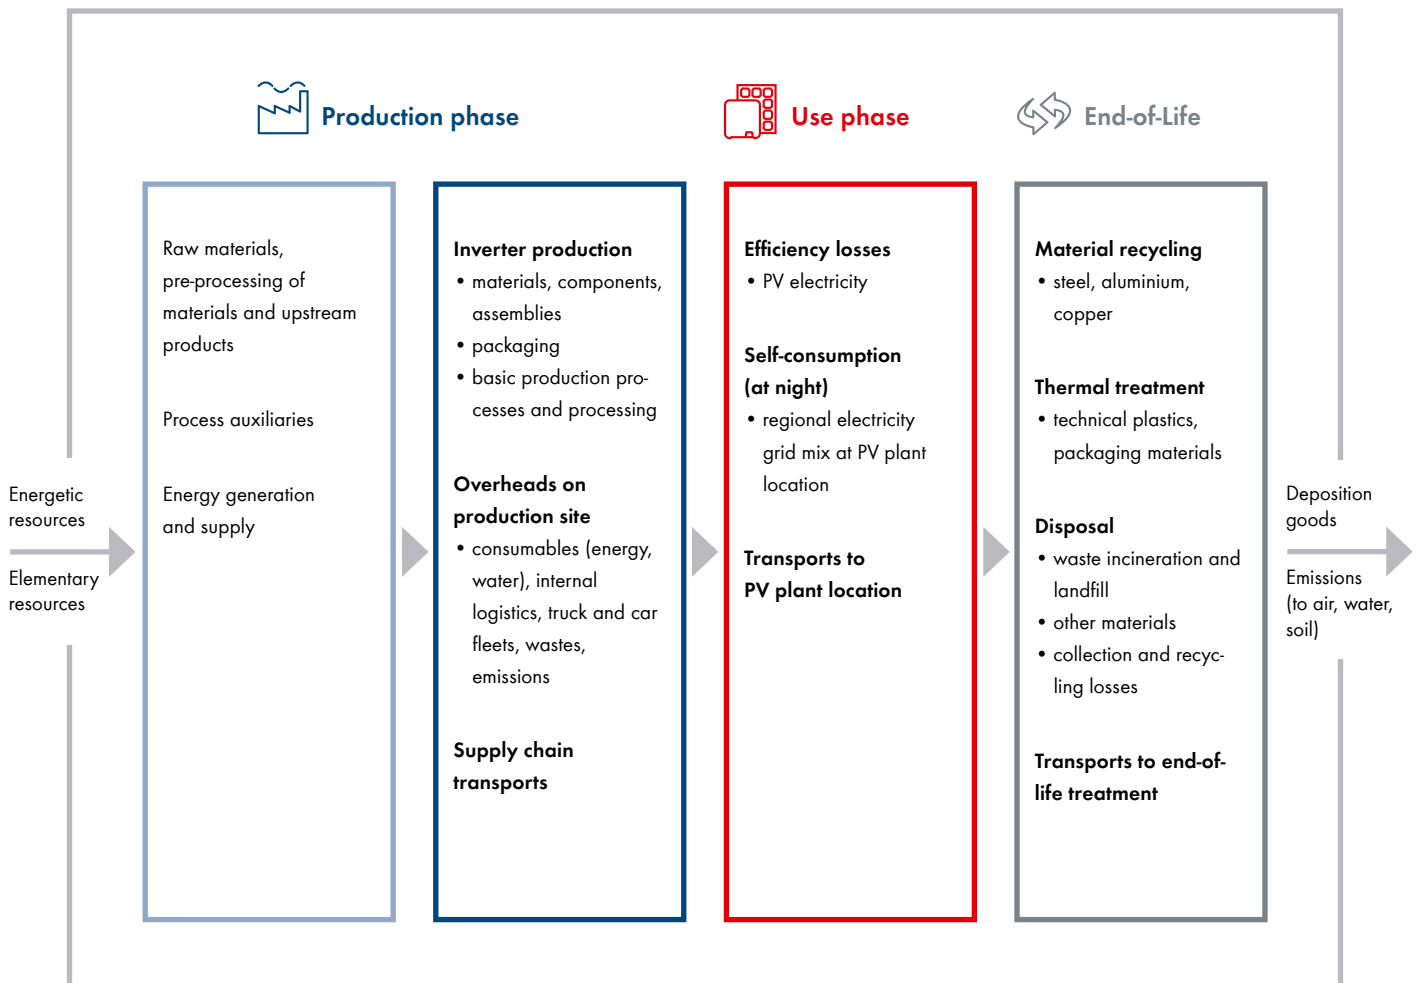 Production phase
Use phase
End-of-Life
Energetic
resources
Elementary
resources
Raw materials,
pre-processing of
materials and upstream
products
Process auxiliaries
Energy generation
and supply
Inverter production
• materials, components,
assemblies
• packaging
• basic production pro-
cesses and processing
Overheads on
production site
• consumables (energy,
water), internal
logistics, truck and car
fleets, wastes,
emissions
Supply chain
transports
Efficiency losses
• PV electricity
Self-consumption
(at night)
• regional electricity
grid mix at PV plant
location
Transports to
PV plant location
Material recycling
• steel, aluminium,
copper
Thermal treatment
• technical plastics,
packaging materials
Disposal
• waste incineration and
landfill
• other materials
• collection and recyc-
ling losses
Transports to end-of-
life treatment
Deposition
goods
Emissions
(to air, water,
soil)